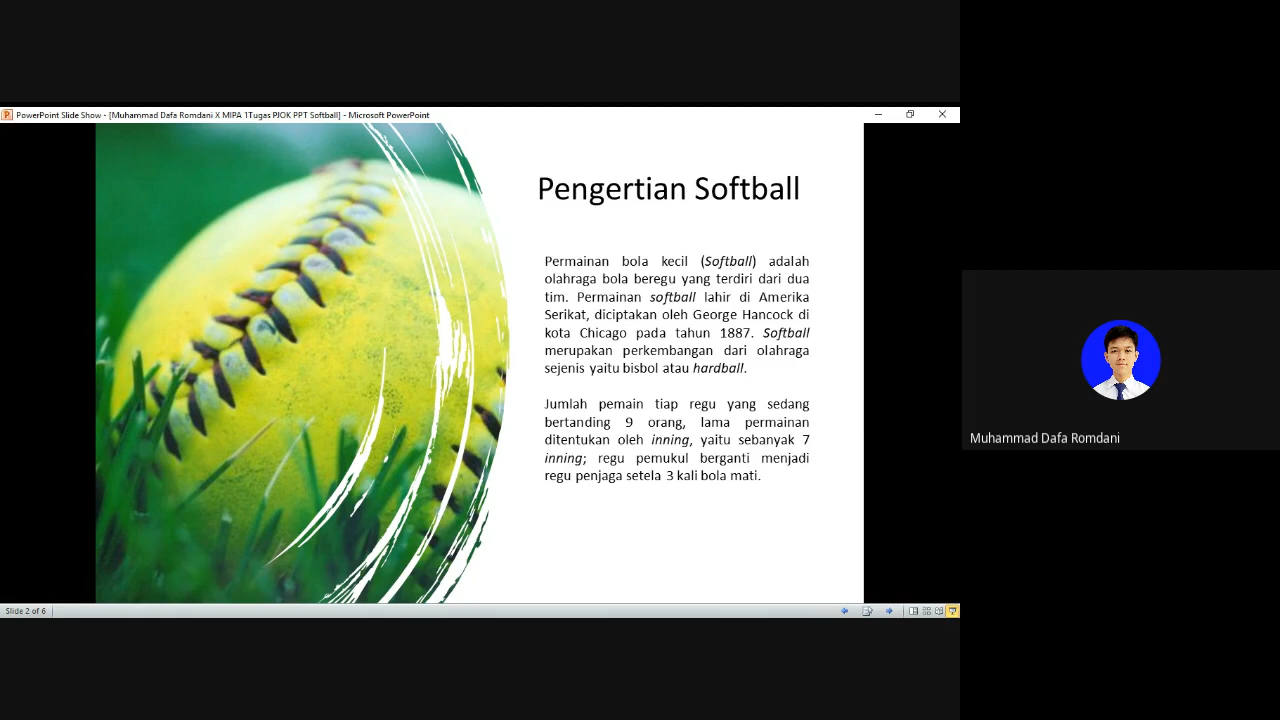 PowerPoint Slide Show - [Muhammad Dafa Romdani X MIPA 1Tugas PJOK PPT Softball] - Microsoft PowerPoint
Pengertian Softball
Permainan bola kecil (Softball) adalah
olahraga bola beregu yang terdiri dari dua
tim. Permainan softball lahir di Amerika
Serikat, diciptakan oleh George Hancock di
kota Chicago pada tahun 1887. Softball
merupakan perkembangan dari olahraga
sejenis yaitu bisbol atau hardball.
Jumlah pemain tiap regu yang sedang
bertanding 9 orang, lama permainan
ditentukan oleh inning, yaitu sebanyak 7
inning; regu pemukul berganti menjadi
regu penjaga setela 3 kali bola mati.
Muhammad Dafa Romdani
Slide 2 of 6